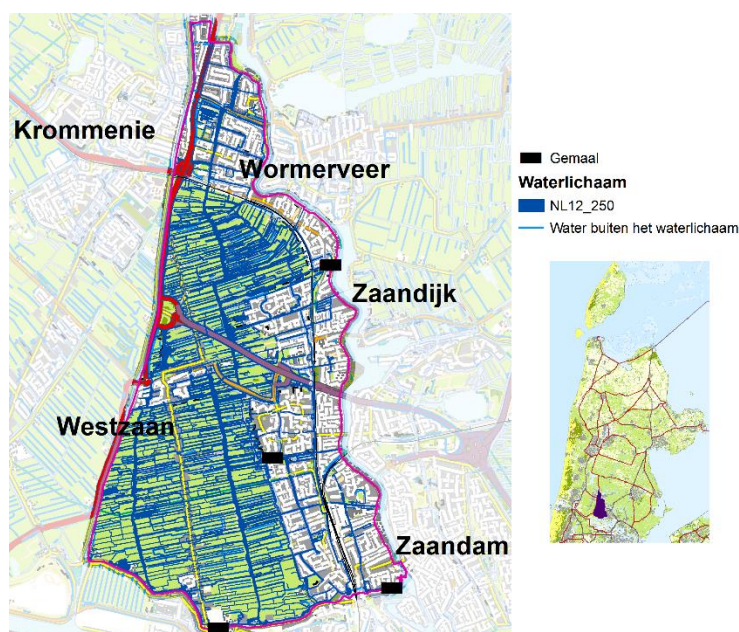 Krommenie
Wormerveer
Zaandijk
Westzaan
Zaandam
Gemaal
Waterlichaam
NL12_250
Water buiten het waterlichaam